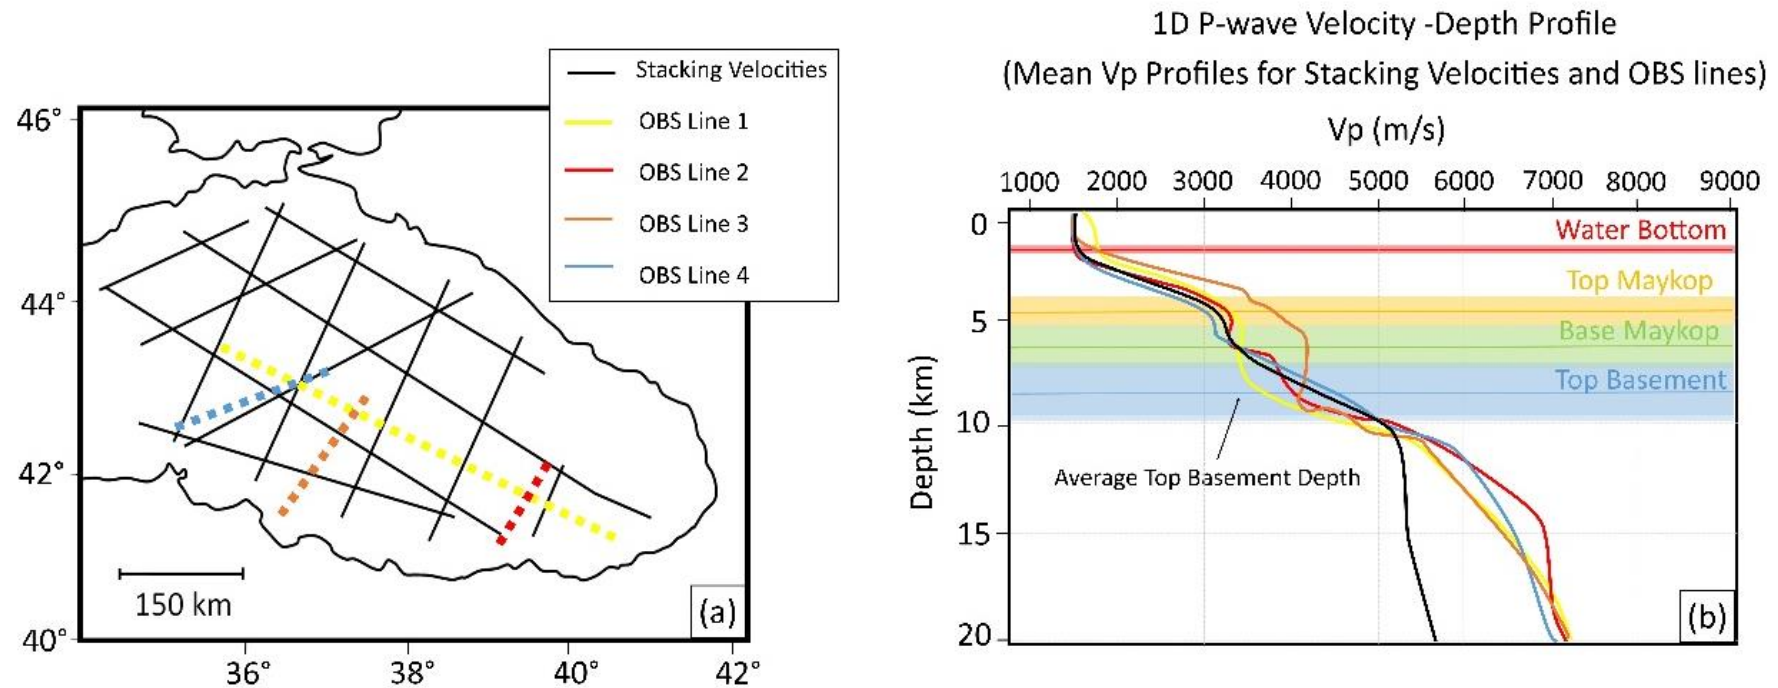 Stacking Velocities
OBS Line 1
OBS Line 2
OBS Line 3
OBS Line 4
46°
44°
42°
40°
36°
38°
40°
42°
150 km
(a)
1D P-wave Velocity -Depth Profile
(Mean Vp Profiles for Stacking Velocities and OBS lines)
Vp (m/s)
1000 2000 3000 4000 5000 6000 7000 8000 9000
Depth (km)
0
5
10
15
20
Water Bottom
Top Maykop
Base Maykop
Top Basement
Average Top Basement Depth
(b)